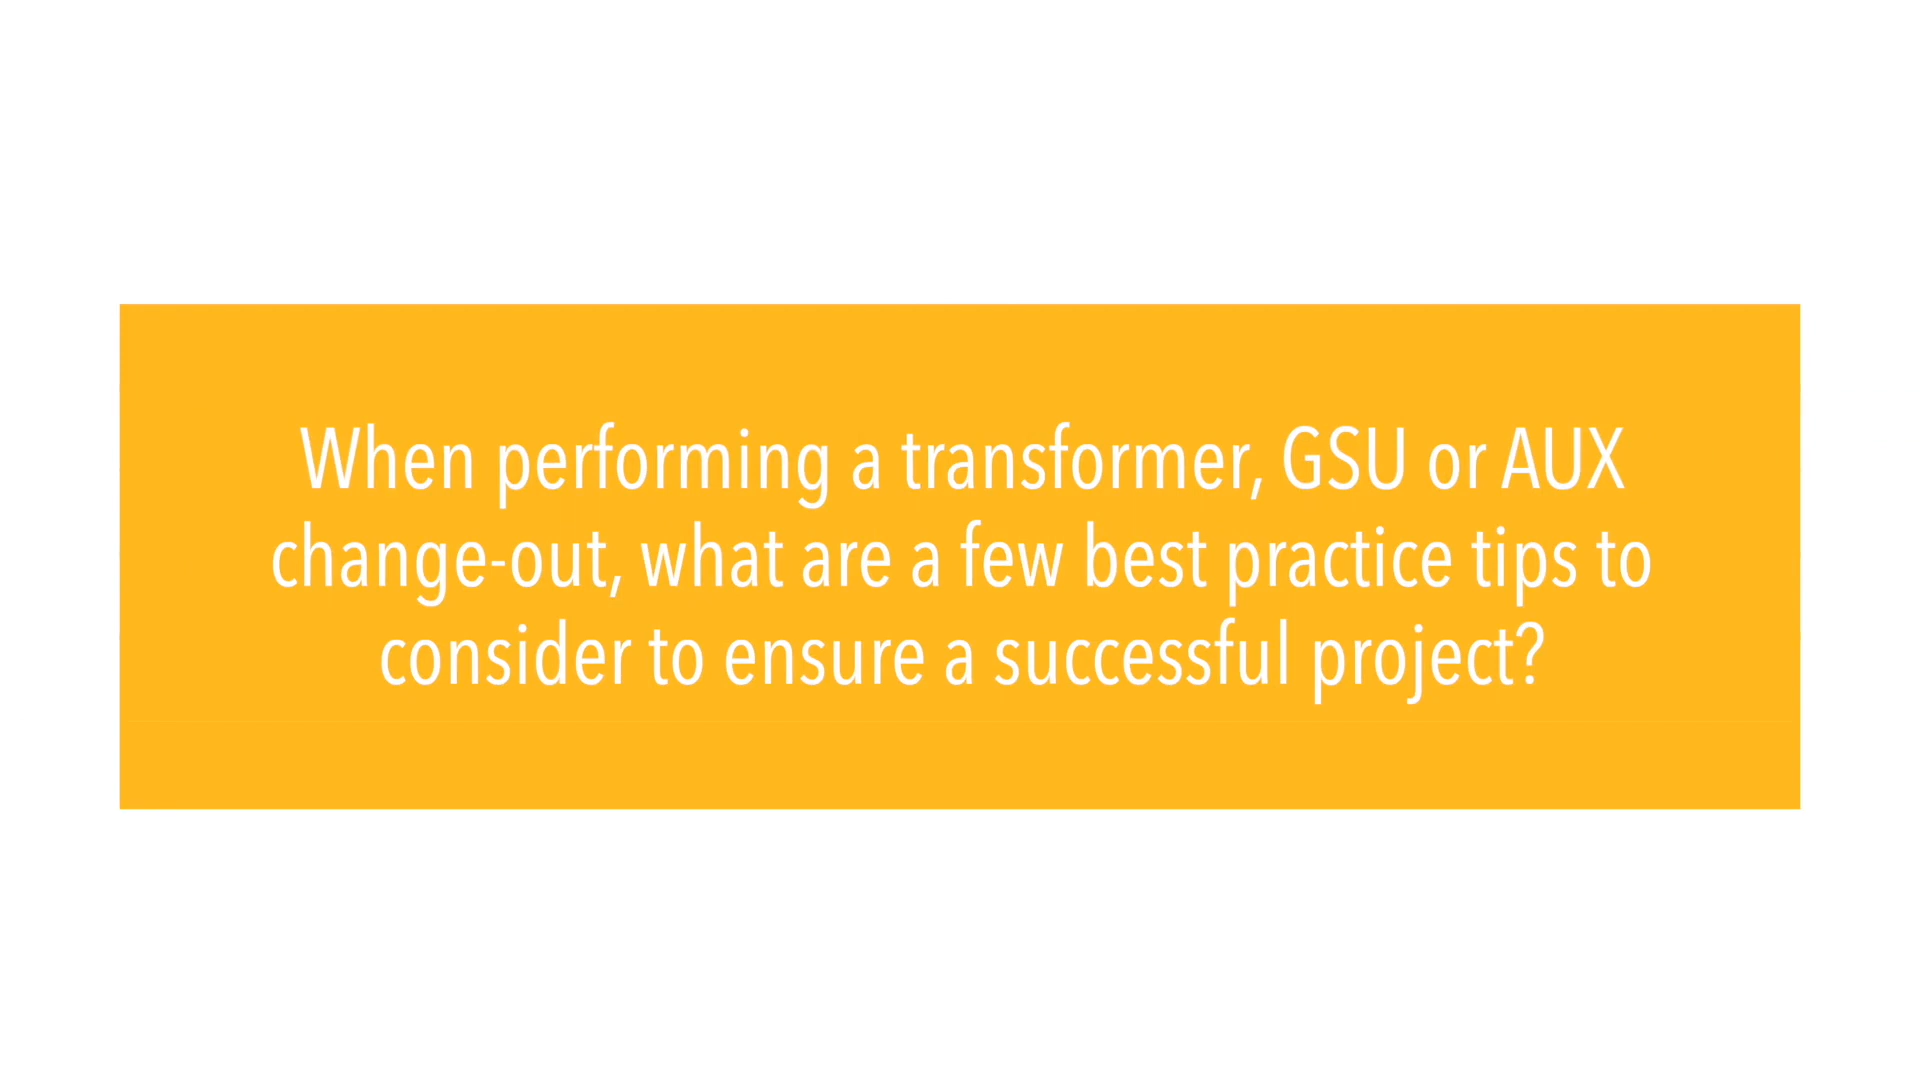 When performing a transformer, GSU or AUX
change-out, what are a few best practice tips to
consider to ensure a successful project?